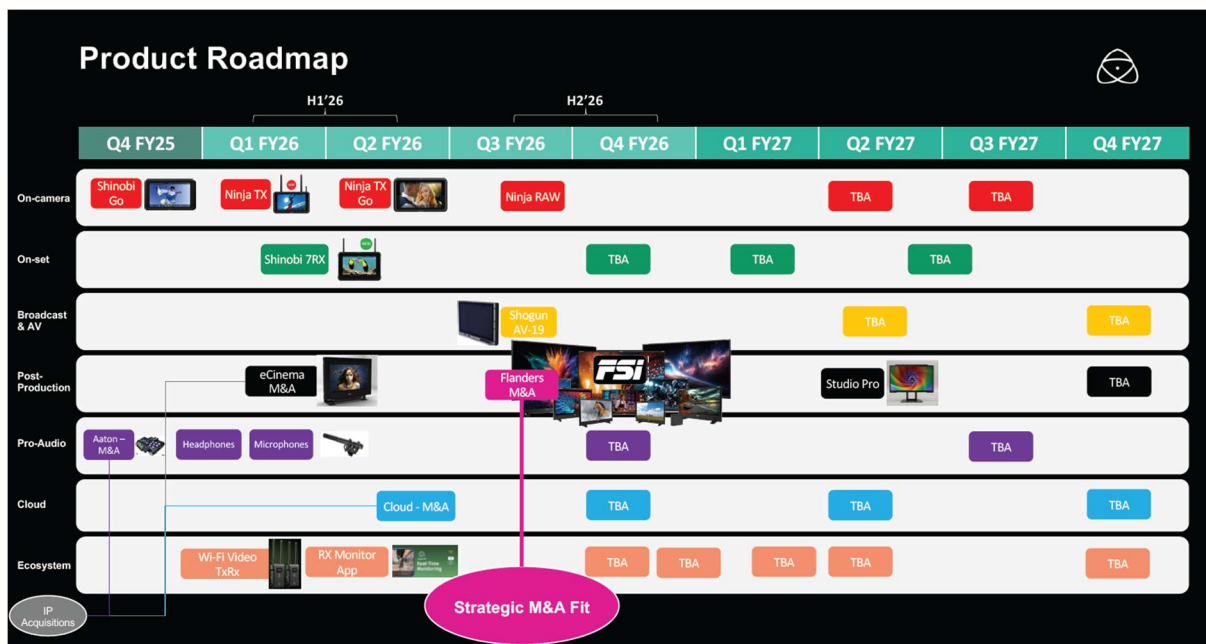 Product Roadmap
H1'26
H2'26
Q4 FY25
Q1 FY26
Q2 FY26
Q3 FY26
Q4 FY26
Q1 FY27
Q2 FY27
Q3 FY27
Q4 FY27
On-camera
Shinobi
Go
Ninja TX
Ninja TX
Go
Ninja RAW
TBA
TBA
On-set
Shinobi 7RX
TBA
TBA
TBA
Broadcast
& AV
Shogun
AV-19
TBA
TBA
Post-
Production
eCinema
M&A
Flanders
M&A
FSI
Studio Pro
TBA
Pro-Audio
Aaton –
M&A
Headphones
Microphones
TBA
TBA
Cloud
Cloud - M&A
TBA
TBA
TBA
Ecosystem
Wi-Fi Video
TxRx
RX Monitor
App
Real-Time
Monitoring
TBA
TBA
TBA
TBA
TBA
IP
Acquisitions
Strategic M&A Fit